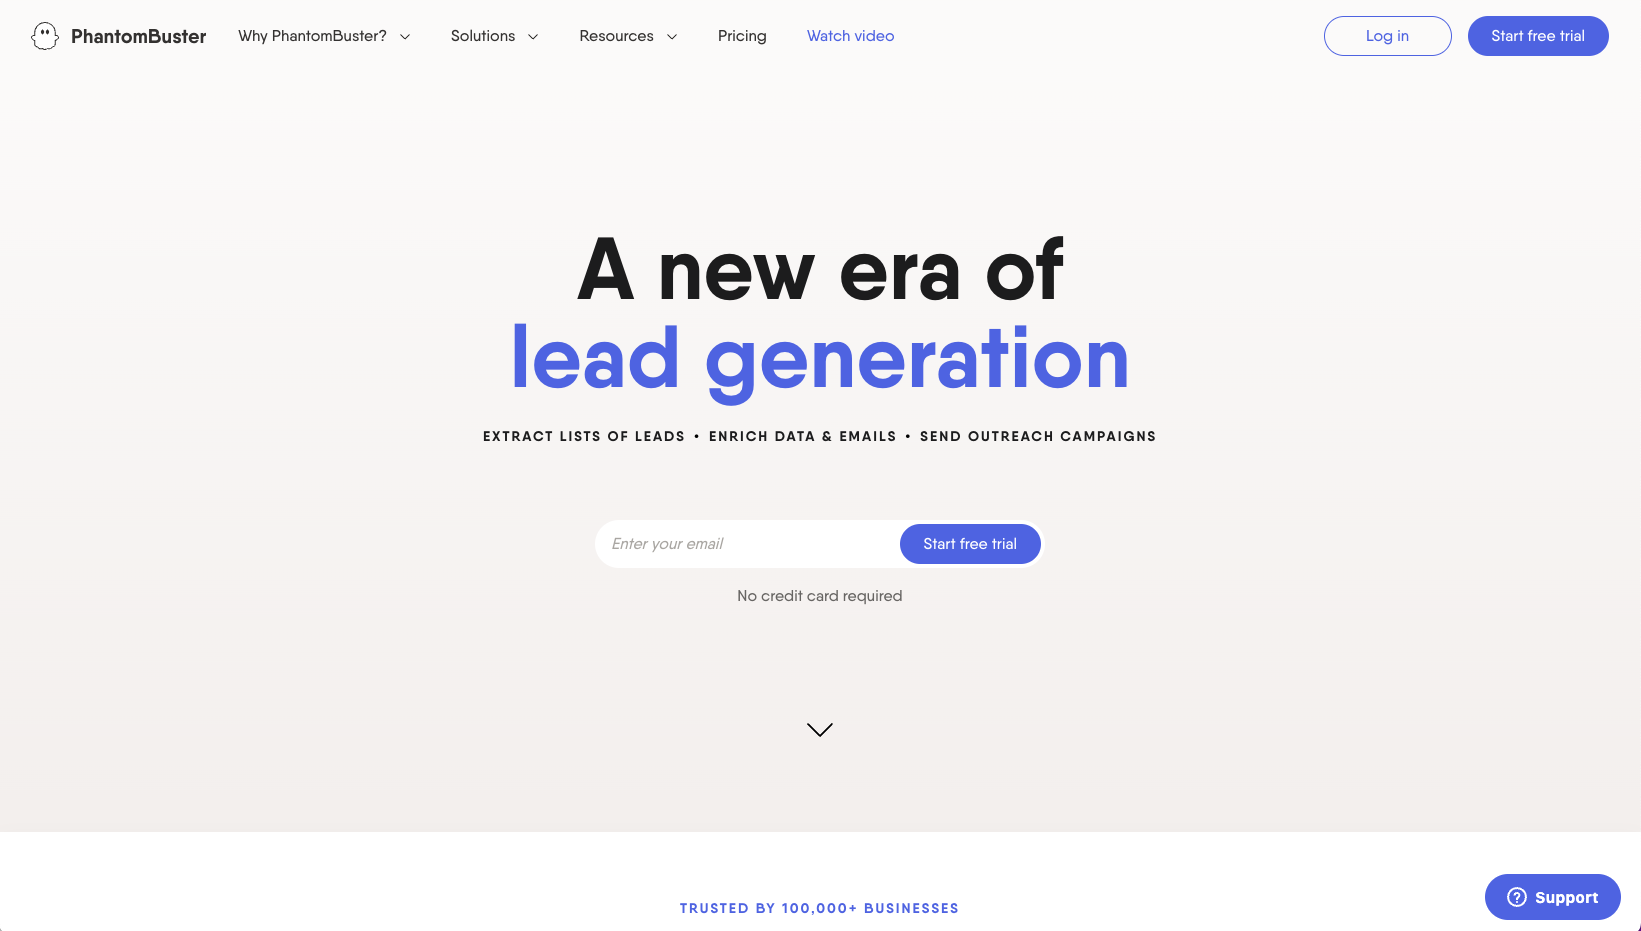 PhantomBuster
Why PhantomBuster?
Solutions
Resources
Pricing
Watch video
Log in
Start free trial
A new era of
lead generation
EXTRACT LISTS OF LEADS • ENRICH DATA & EMAILS • SEND OUTREACH CAMPAIGNS
Enter your email
Start free trial
No credit card required
TRUSTED BY 100,000+ BUSINESSES
Support